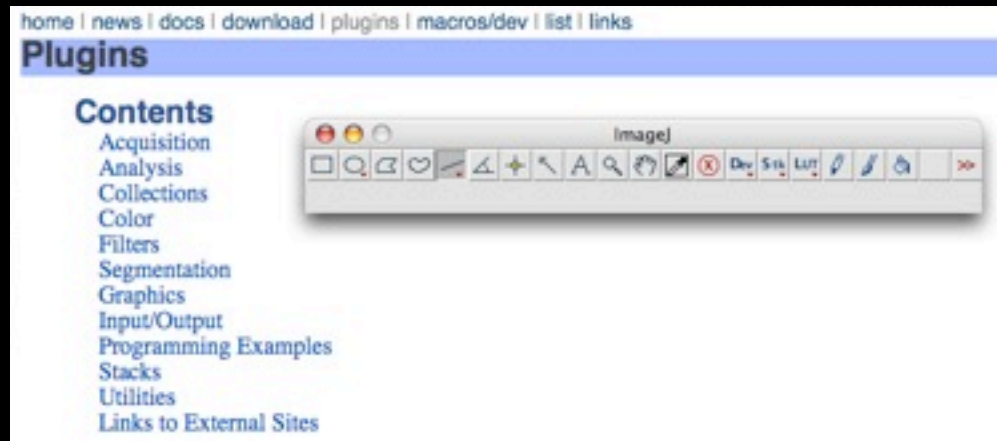 home | news | docs | download | plugins | macros/dev | list | links
Plugins
Contents
Acquisition
Analysis
Collections
Color
Filters
Segmentation
Graphics
Input/Output
Programming Examples
Stacks
Utilities
Links to External Sites
ImageJ
A Dev Stk LUT >>